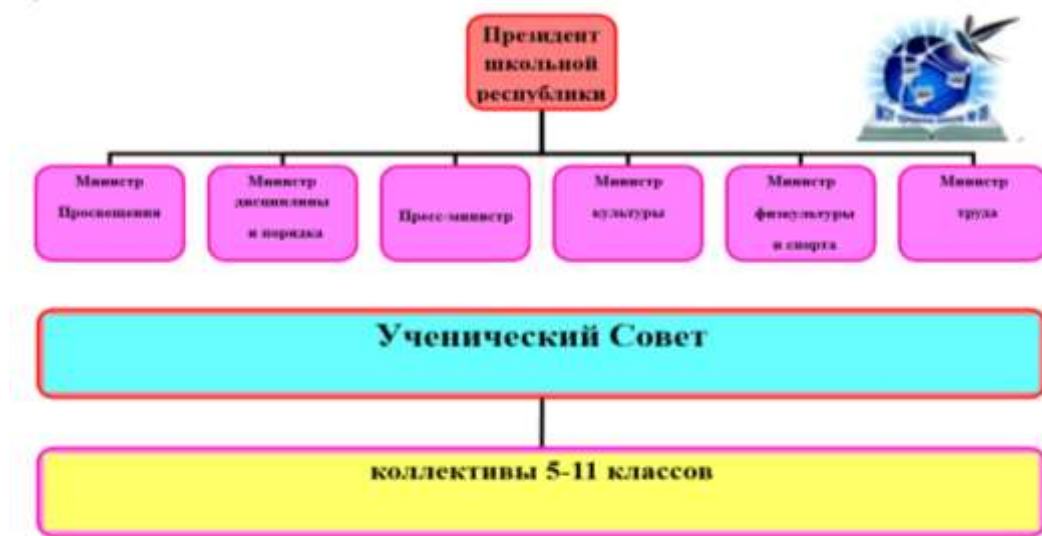 Президент
школьной
республики
Министр
Просвещения
Министр
дисциплины
и порядка
Пресс-министр
Министр
культуры
Министр
физкультуры
и спорта
Министр
труда
Ученический Совет
коллективы 5-11 классов